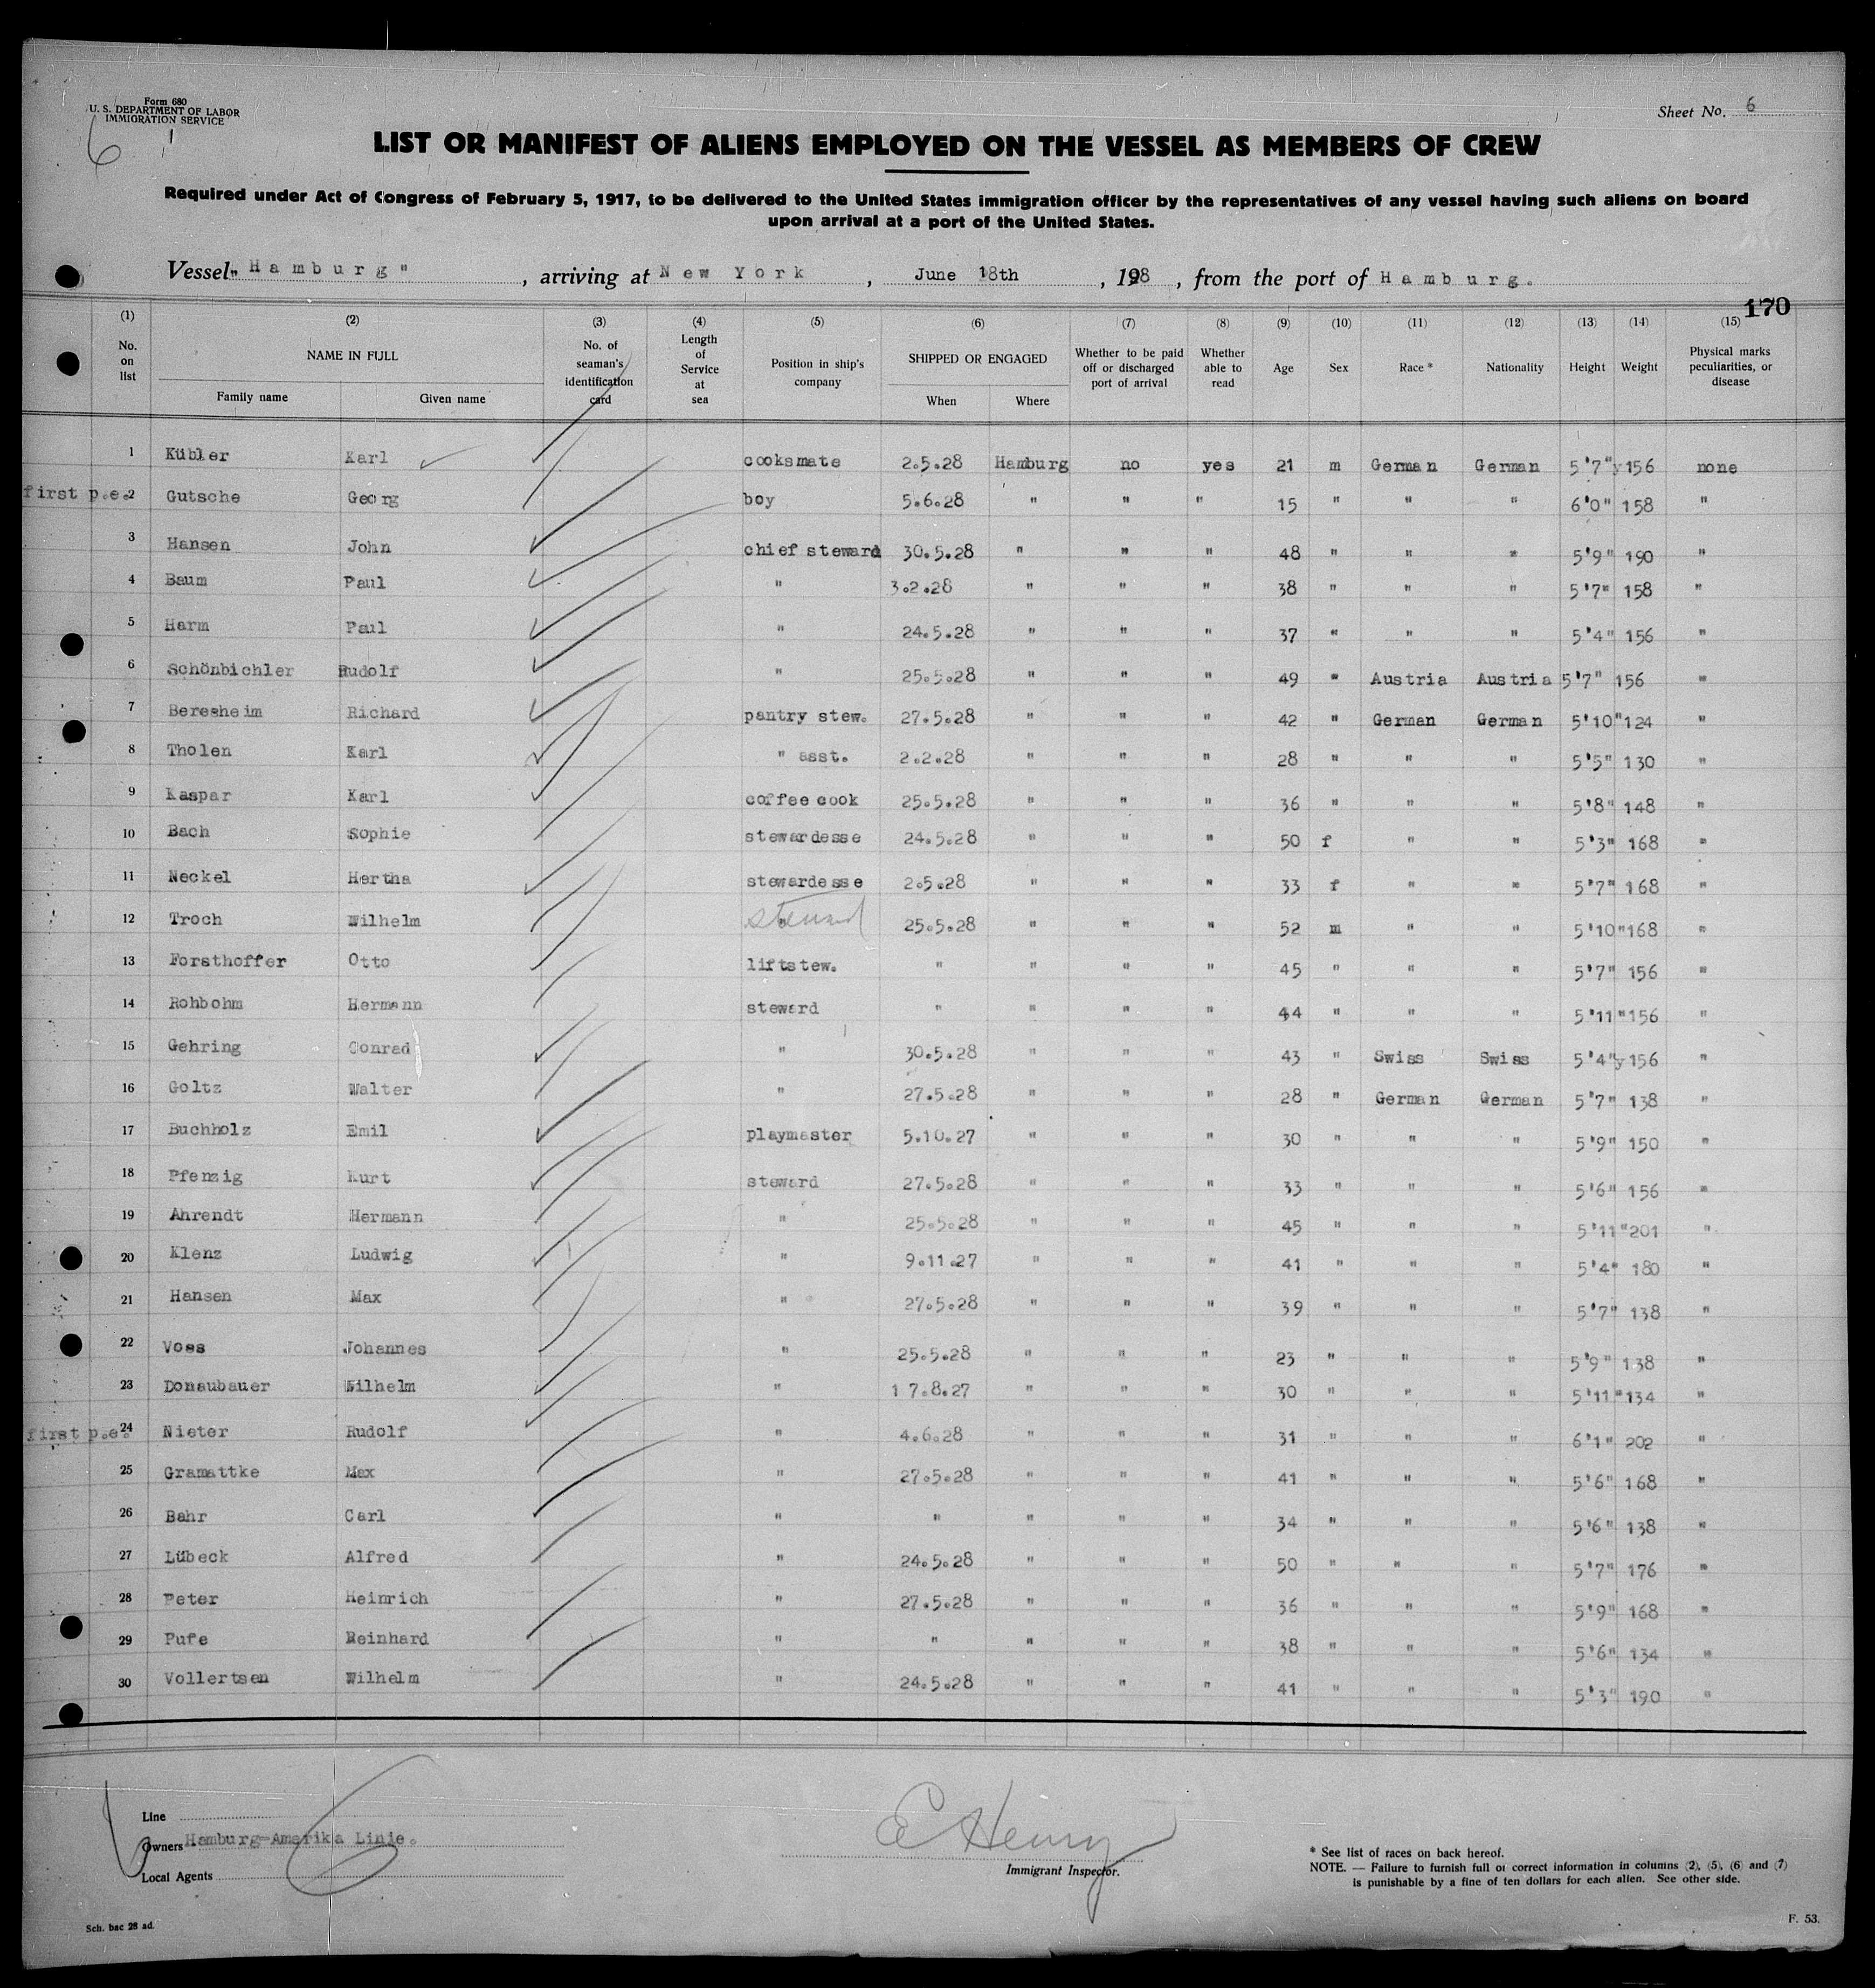 Form 680
U. S. DEPARTMENT OF LABOR
IMMIGRATION SERVICE
6
Sheet No. 6
LIST OR MANIFEST OF ALIENS EMPLOYED ON THE VESSEL AS MEMBERS OF CREW
Required under Act of Congress of February 5, 1917, to be delivered to the United States immigration officer by the representatives of any vessel having such aliens on board
upon arrival at a port of the United States.
Vessel "Hamburg", arriving at New York, June 18th, 1928, from the port of Hamburg.
170
(1) No. on list (2) NAME IN FULL Family name Given name (3) No. of seaman's identification card (4) Length of Service at sea (5) Position in ship's company (6) SHIPPED OR ENGAGED When Where (7) Whether to be paid off or discharged port of arrival (8) Whether able to read (9) Age (10) Sex (11) Race * (12) Nationality (13) Height (14) Weight (15) Physical marks peculiarities, or disease
1 Kübler Karl cooksmate 2.5.28 Hamburg no yes 21 m German German 5'7"y 156 none
first p.e. 2 Gutsche Georg boy 5.6.28 " " " 15 " " " 6'0" 158 "
3 Hansen John chief steward 30.5.28 " " " 48 " " " 5'9" 190 "
4 Baum Paul " 3.2.28 " " " 38 " " " 5'7" 158 "
5 Harm Paul " 24.5.28 " " " 37 " " " 5'4" 156 "
6 Schönbichler Rudolf " 25.5.28 " " " 49 " Austria Austria 5'7" 156 "
7 Beresheim Richard pantry stew. 27.5.28 " " " 42 " German German 5'10" 124 "
8 Tholen Karl " asst. 2.2.28 " " " 28 " " " 5'5" 130 "
9 Kaspar Karl coffee cook 25.5.28 " " " 36 " " " 5'8" 148 "
10 Bach Sophie stewardesse 24.5.28 " " " 50 f " " 5'3" 168 "
11 Neckel Hertha stewardesse 2.5.28 " " " 33 f " " 5'7" 168 "
12 Troch Wilhelm " steward 25.5.28 " " " 52 m " " 5'10" 168 "
13 Forsthoffer Otto liftstew. " " " " 45 " " " 5'7" 156 "
14 Rohbohm Hermann steward " " " " 44 " " " 5'11" 156 "
15 Gehring Conrad " 30.5.28 " " " 43 " Swiss Swiss 5'4"y 156 "
16 Goltz Walter " 27.5.28 " " " 28 " German German 5'7" 138 "
17 Buchholz Emil playmaster 5.10.27 " " " 30 " " " 5'9" 150 "
18 Pfenzig Kurt steward 27.5.28 " " " 33 " " " 5'6" 156 "
19 Ahrendt Hermann " 25.5.28 " " " 45 " " " 5'11" 201 "
20 Klenz Ludwig " 9.11.27 " " " 41 " " " 5'4" 180 "
21 Hansen Max " 27.5.28 " " " 39 " " " 5'7" 138 "
22 Voss Johannes " 25.5.28 " " " 23 " " " 5'9" 138 "
23 Donaubauer Wilhelm " 17.8.27 " " " 30 " " " 5'11" 134 "
first p.e. 24 Nieter Rudolf " 4.6.28 " " " 31 " " " 6'1" 202 "
25 Gramattke Max " 27.5.28 " " " 41 " " " 5'6" 168 "
26 Bahr Carl " " " " " 34 " " " 5'6" 138 "
27 Lübeck Alfred " 24.5.28 " " " 50 " " " 5'7" 176 "
28 Peter Heinrich " 27.5.28 " " " 36 " " " 5'9" 168 "
29 Pufe Reinhard " " " " " 38 " " " 5'6" 134 "
30 Vollertsen Wilhelm " 24.5.28 " " " 41 " " " 5'3" 190 "
Line
Owners Hamburg-Amerika Linie.
Local Agents
E Henry
Immigrant Inspector.
* See list of races on back hereof.
NOTE. — Failure to furnish full or correct information in columns (2), (5), (6) and (7)
is punishable by a fine of ten dollars for each alien. See other side.
Sch. bac 28 ad.
F. 53.